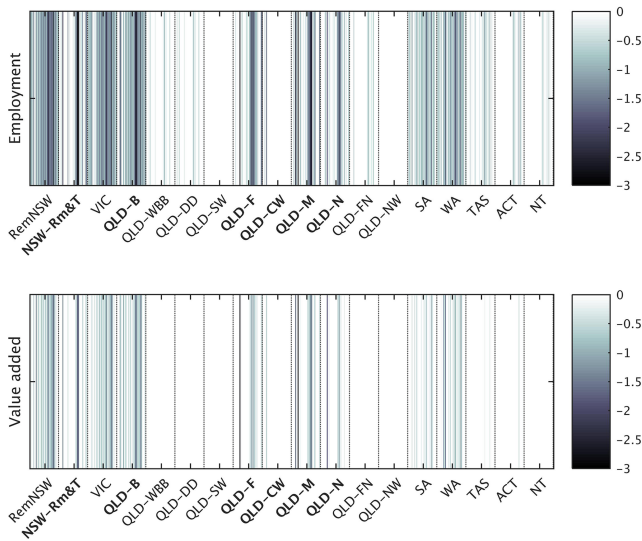 Employment
0
−0.5
−1
−1.5
−2
−2.5
−3
RemNSW
NSW−Rm&T
VIC
QLD−B
QLD−WBB
QLD−DD
QLD−SW
QLD−F
QLD−CW
QLD−M
QLD−N
QLD−FN
QLD−NW
SA
WA
TAS
ACT
NT
Value added
0
−0.5
−1
−1.5
−2
−2.5
−3
RemNSW
NSW−Rm&T
VIC
QLD−B
QLD−WBB
QLD−DD
QLD−SW
QLD−F
QLD−CW
QLD−M
QLD−N
QLD−FN
QLD−NW
SA
WA
TAS
ACT
NT